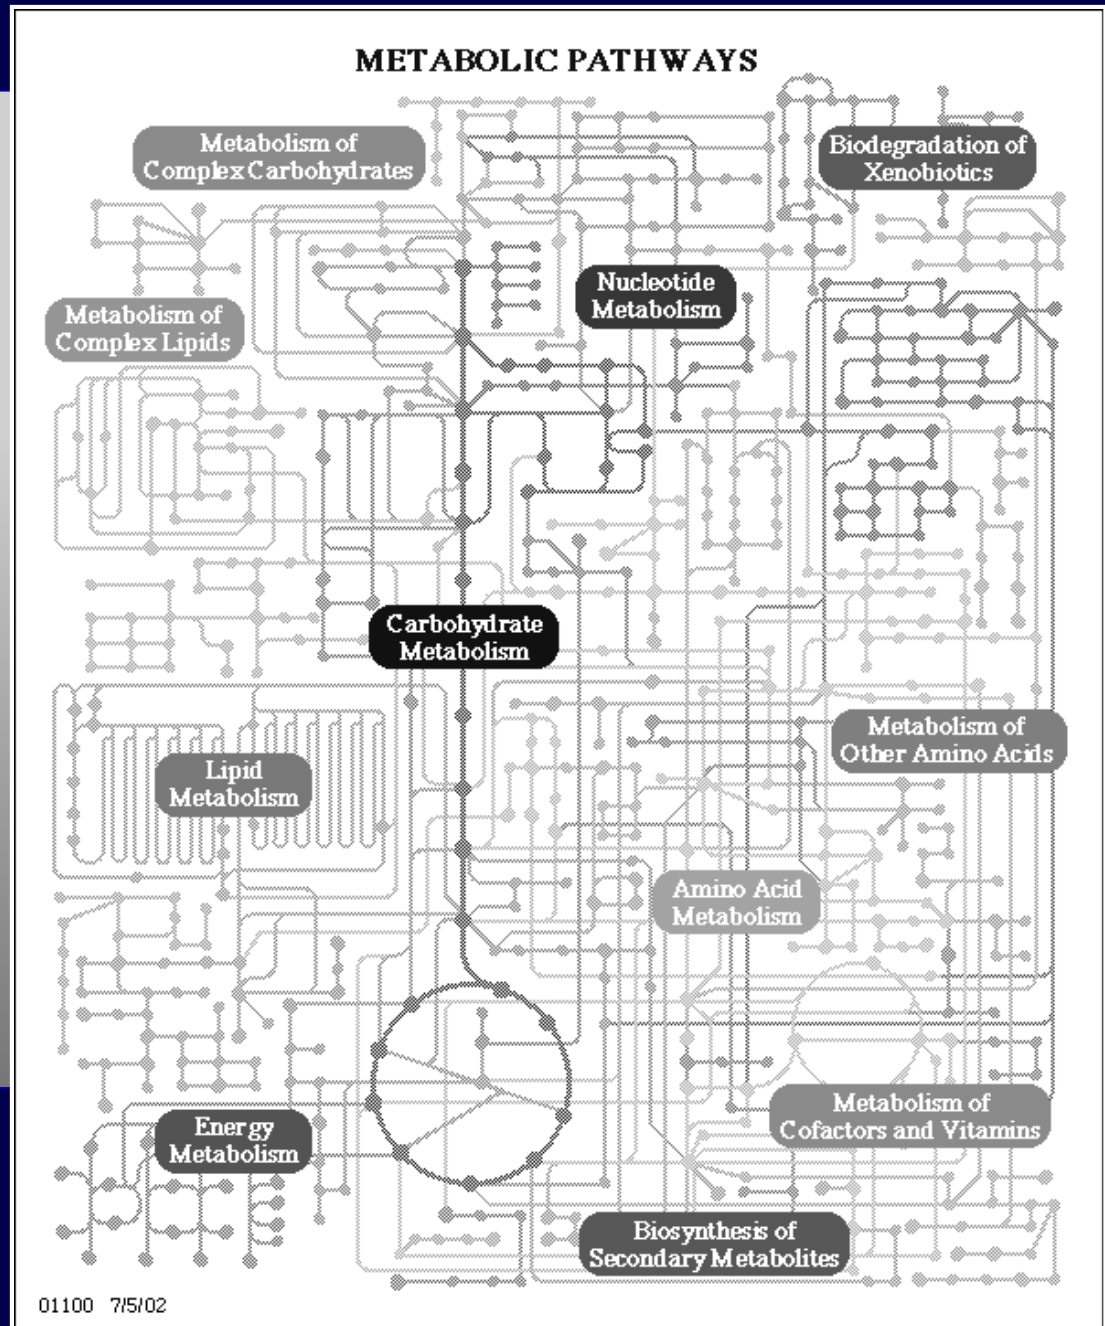 METABOLIC PATHWAYS
Metabolism of
Complex Carbohydrates
Biodegradation of
Xenobiotics
Nucleotide
Metabolism
Metabolism of
Complex Lipids
Carbohydrate
Metabolism
Metabolism of
Other Amino Acids
Lipid
Metabolism
Amino Acid
Metabolism
Metabolism of
Cofactors and Vitamins
Energy
Metabolism
Biosynthesis of
Secondary Metabolites
01100 7/5/02